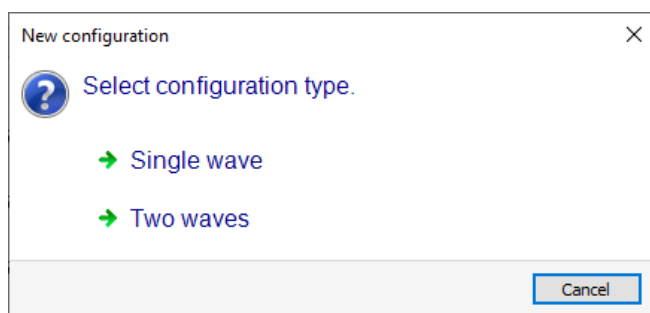 New configuration
Select configuration type.
Single wave
Two waves
Cancel